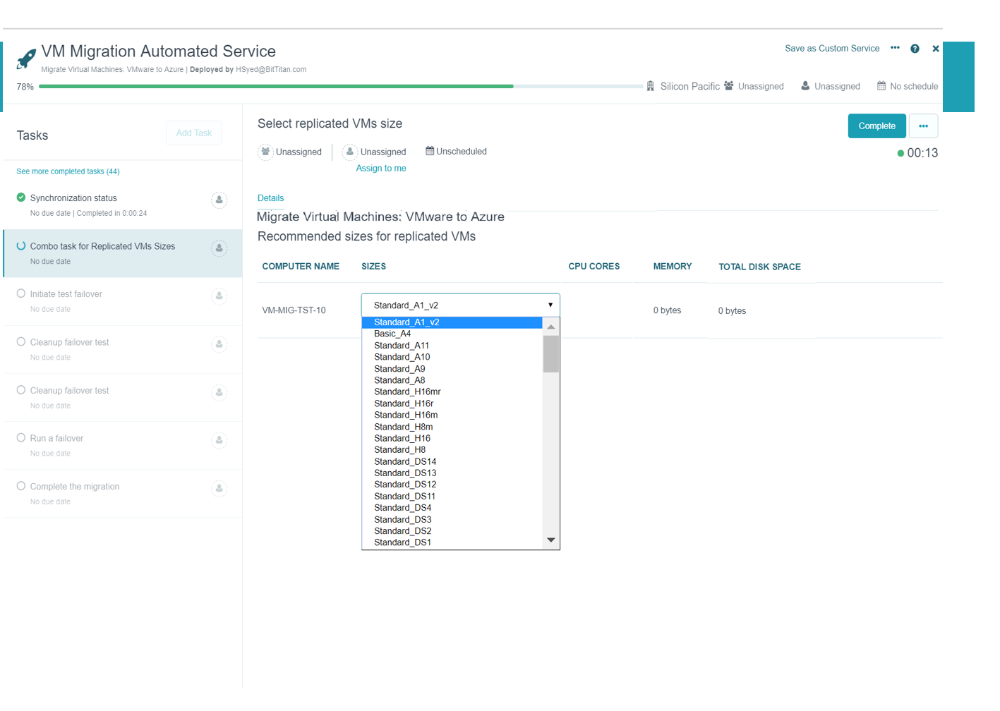 VM Migration Automated Service
Save as Custom Service
Migrate Virtual Machines: VMware to Azure | Deployed by HSyed@BitTitan.com
78%
Silicon Pacific
Unassigned
Unassigned
No schedule
Tasks
Add Task
See more completed tasks (44)
Synchronization status
No due date | Completed in 0:00:24
Combo task for Replicated VMs Sizes
No due date
Initiate test failover
No due date
Cleanup failover test
No due date
Cleanup failover test
No due date
Run a failover
No due date
Complete the migration
No due date
Select replicated VMs size
Complete
Unassigned
Unassigned
Unscheduled
00:13
Assign to me
Details
Migrate Virtual Machines: VMware to Azure
Recommended sizes for replicated VMs
COMPUTER NAME SIZES CPU CORES MEMORY TOTAL DISK SPACE
VM-MIG-TST-10 Standard_A1_v2 0 bytes 0 bytes
Standard_A1_v2
Basic_A4
Standard_A11
Standard_A10
Standard_A9
Standard_A8
Standard_H16mr
Standard_H16r
Standard_H16m
Standard_H8m
Standard_H16
Standard_H8
Standard_DS14
Standard_DS13
Standard_DS12
Standard_DS11
Standard_DS4
Standard_DS3
Standard_DS2
Standard_DS1